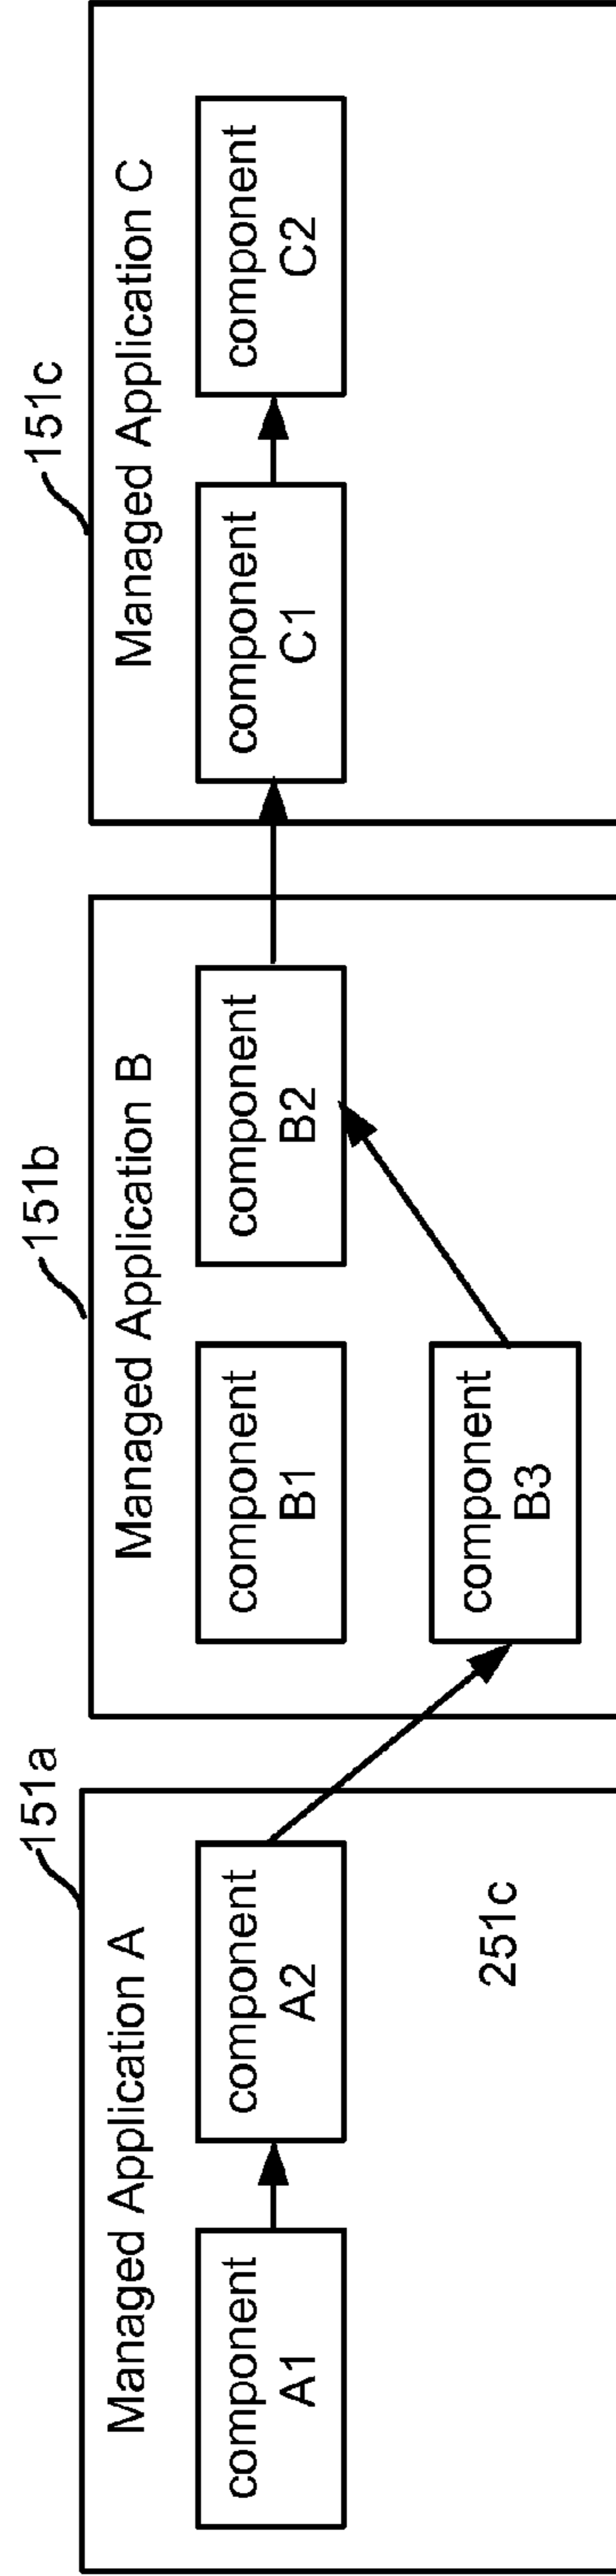 151a
Managed Application A
component
A1
component
A2
251c
151b
Managed Application B
component
B1
component
B2
component
B3
151c
Managed Application C
component
C1
component
C2